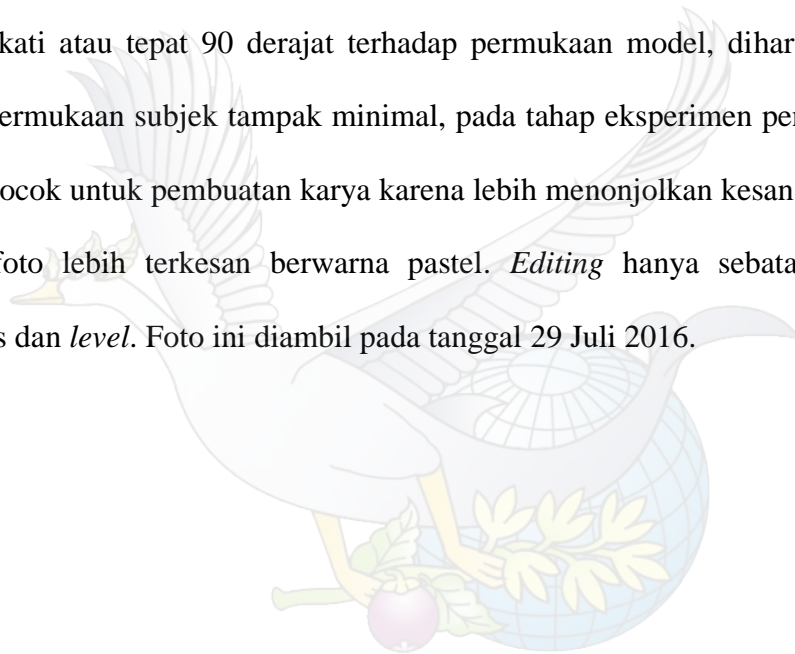 kati atau tepat 90 derajat terhadap permukaan model, dihar
ermukaan subjek tampak minimal, pada tahap eksperimen per
ocok untuk pembuatan karya karena lebih menonjolkan kesan
foto lebih terkesan berwarna pastel. Editing hanya sebata
s dan level. Foto ini diambil pada tanggal 29 Juli 2016.